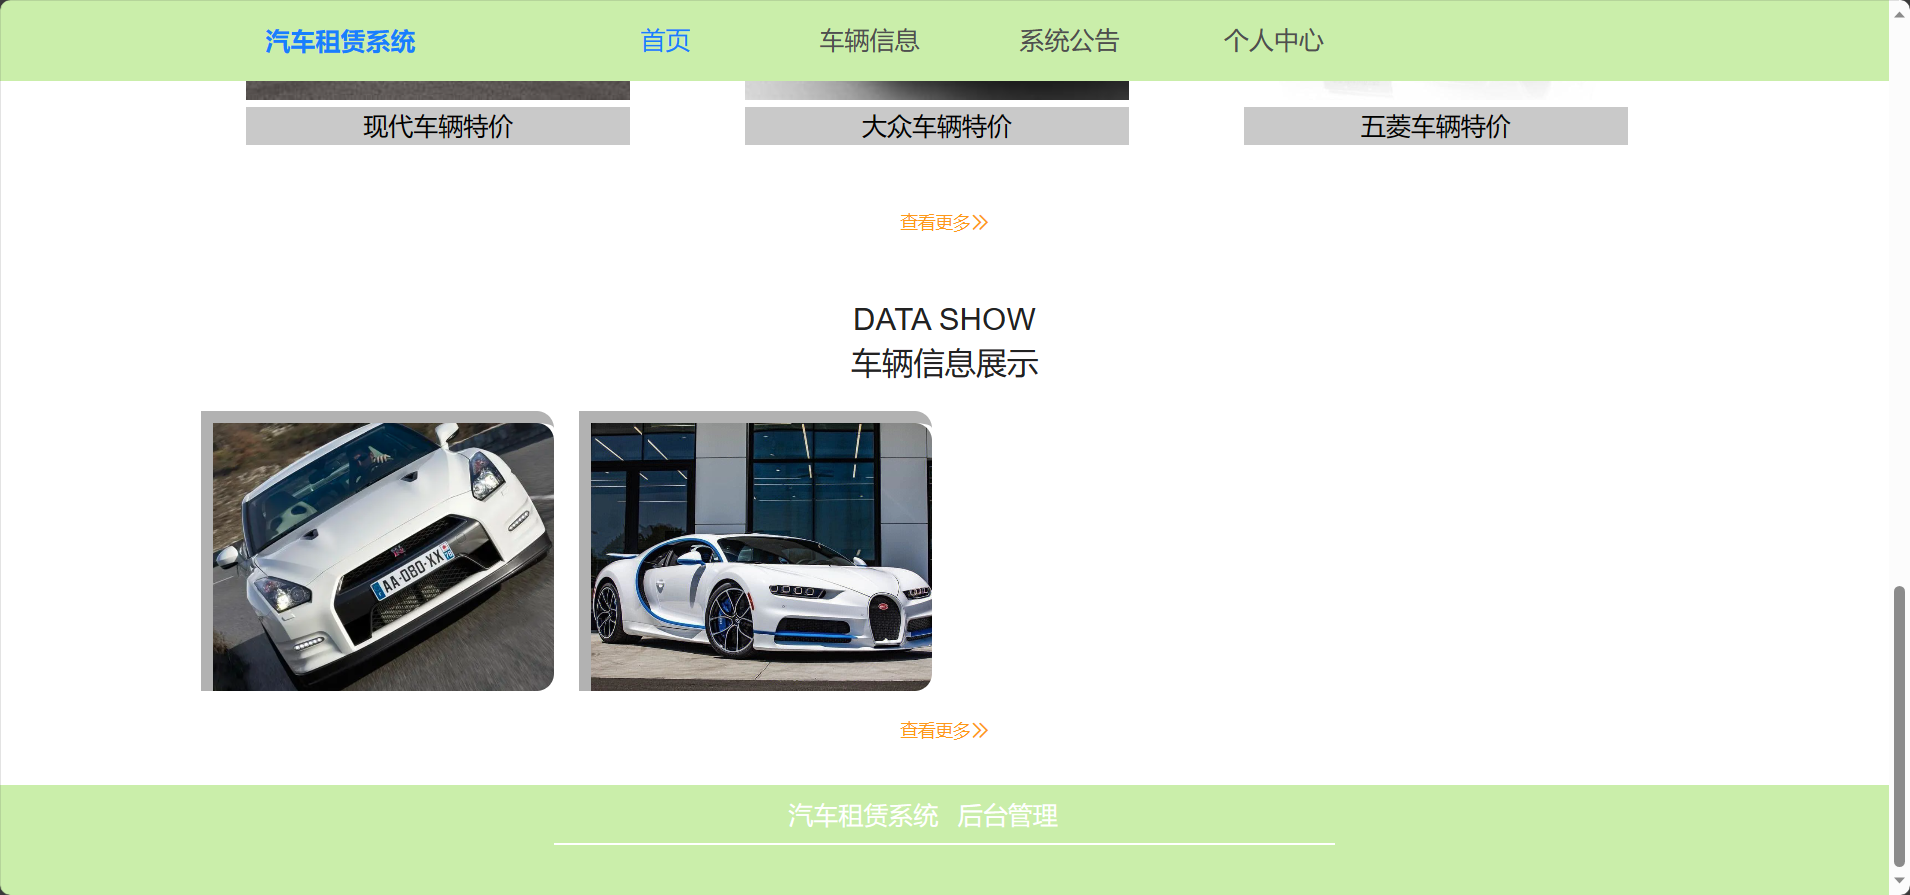 汽车租赁系统 首页 车辆信息 系统公告 个人中心
现代车辆特价 大众车辆特价 五菱车辆特价
查看更多
DATA SHOW
车辆信息展示
AA-080-XX
查看更多
汽车租赁系统 后台管理